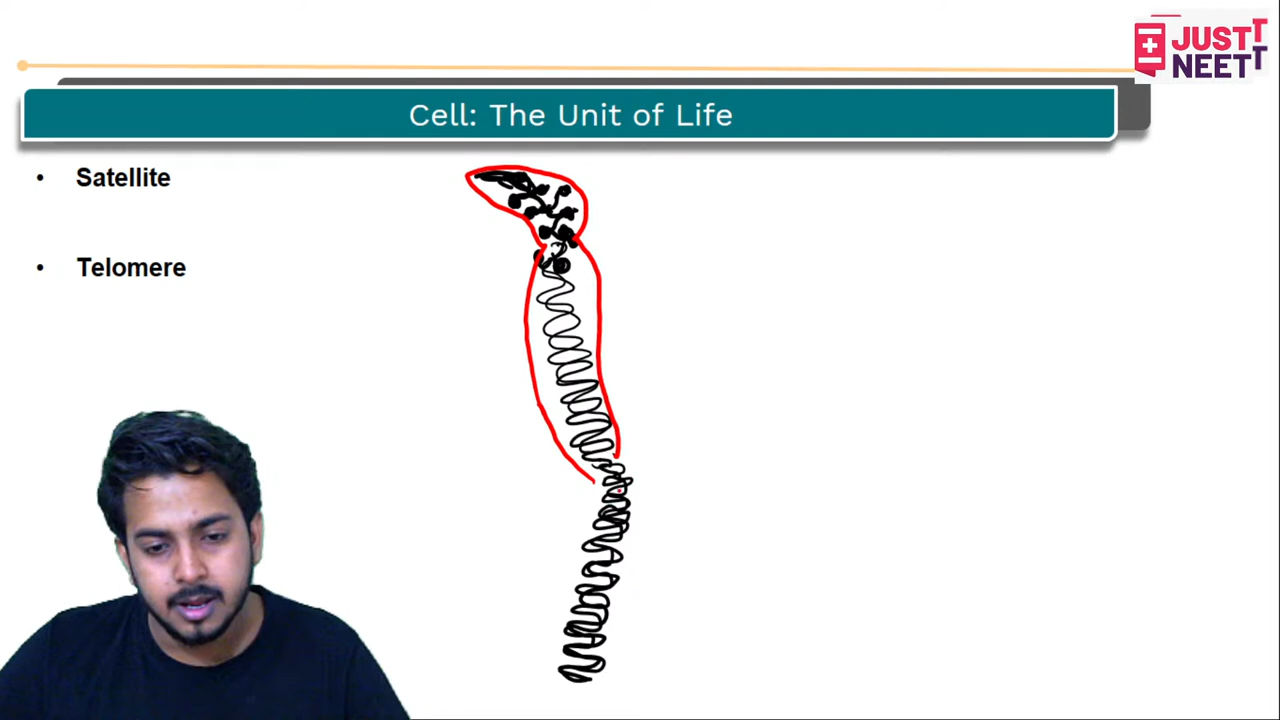 JUST
NEET
Cell: The Unit of Life
• Satellite
• Telomere